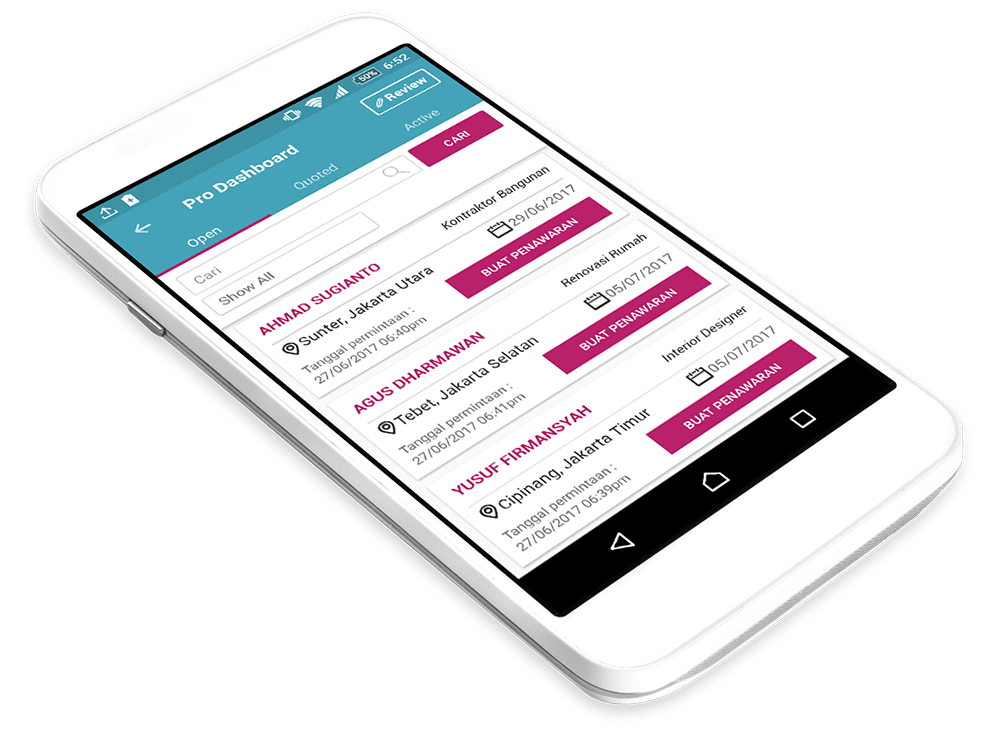 50% 6:52
Pro Dashboard
Review
Open
Quoted
Active
Cari
CARI
Show All
AHMAD SUGIANTO
Kontraktor Bangunan
Sunter, Jakarta Utara
29/06/2017
Tanggal permintaan :
27/06/2017 06:40pm
BUAT PENAWARAN
AGUS DHARMAWAN
Renovasi Rumah
Tebet, Jakarta Selatan
05/07/2017
Tanggal permintaan :
27/06/2017 06:41pm
BUAT PENAWARAN
YUSUF FIRMANSYAH
Interior Designer
Cipinang, Jakarta Timur
05/07/2017
Tanggal permintaan :
27/06/2017 06:39pm
BUAT PENAWARAN